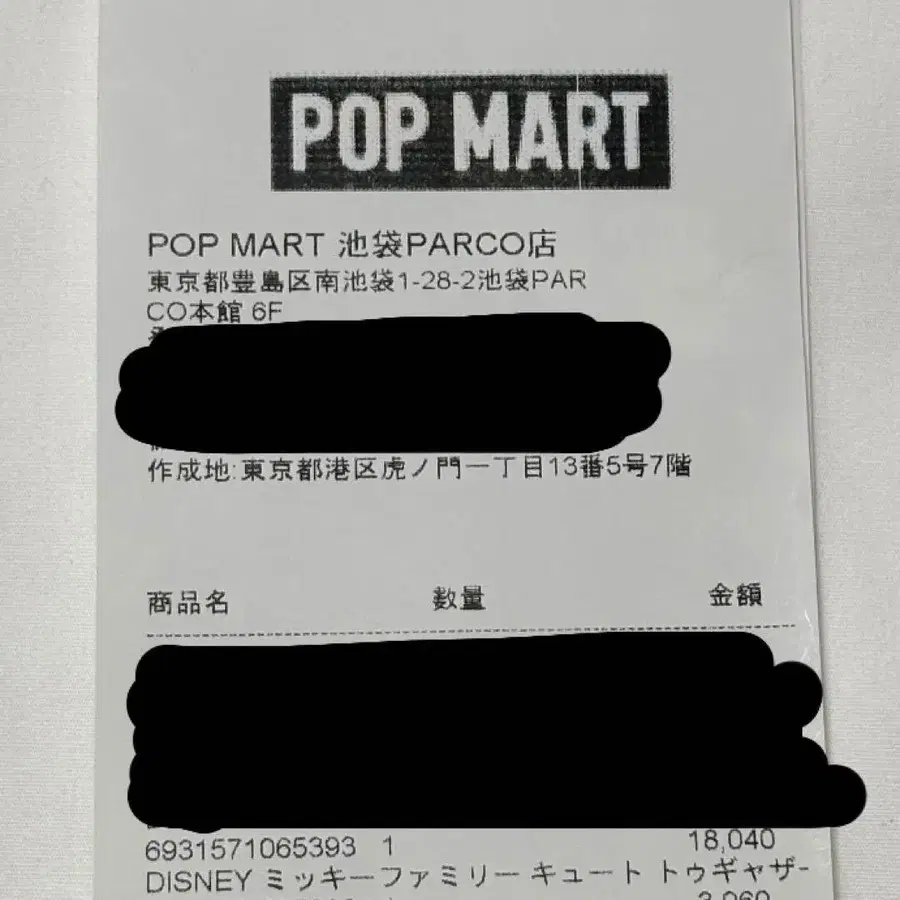 POP MART
POP MART 池袋PARCO店
東京都豊島区南池袋1-28-2池袋PAR
CO本館 6F
作成地:東京都港区虎ノ門一丁目13番5号7階
商品名 数量 金額
6931571065393 1 18,040
DISNEY ミッキーファミリー キュート トゥギャザー